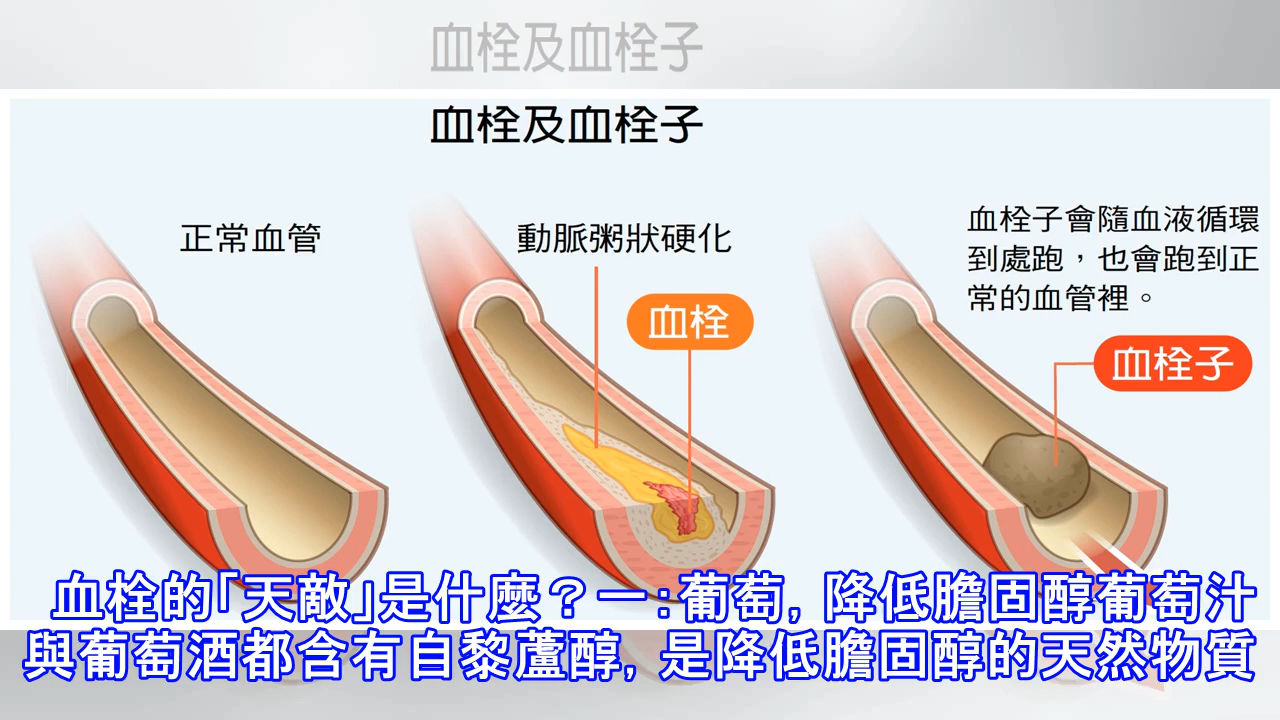 血栓及血栓子
血栓及血栓子
正常血管
動脈粥狀硬化
血栓
血栓子會隨血液循環
到處跑，也會跑到正
常的血管裡。
血栓子
血栓的「天敵」是什麼？一：葡萄，降低膽固醇葡萄汁
與葡萄酒都含有自黎蘆醇，是降低膽固醇的天然物質